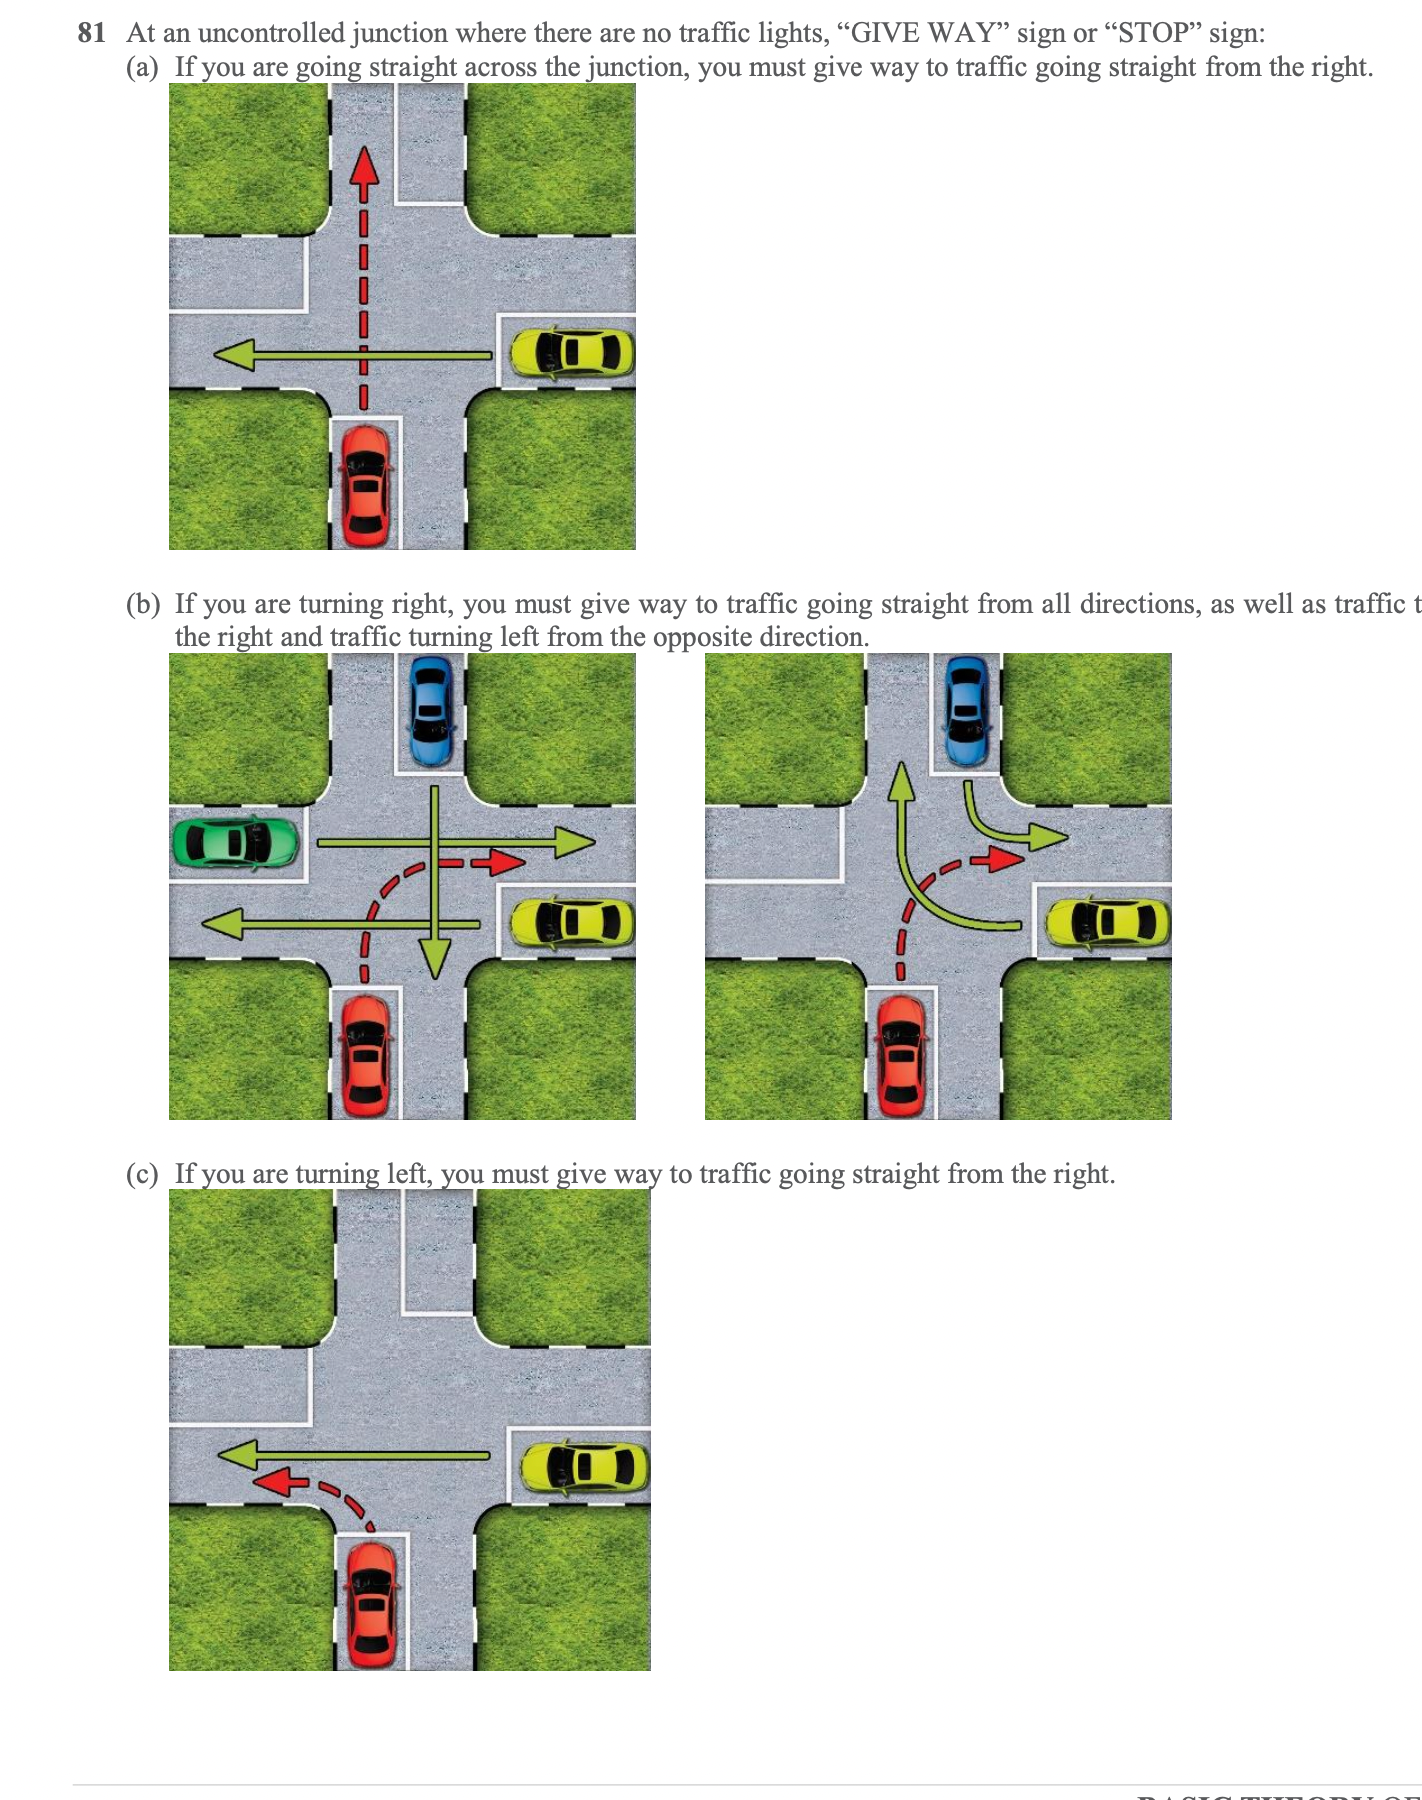 81 At an uncontrolled junction where there are no traffic lights, “GIVE WAY” sign or “STOP” sign:
(a) If you are going straight across the junction, you must give way to traffic going straight from the right.
(b) If you are turning right, you must give way to traffic going straight from all directions, as well as traffic
the right and traffic turning left from the opposite direction.
(c) If you are turning left, you must give way to traffic going straight from the right.